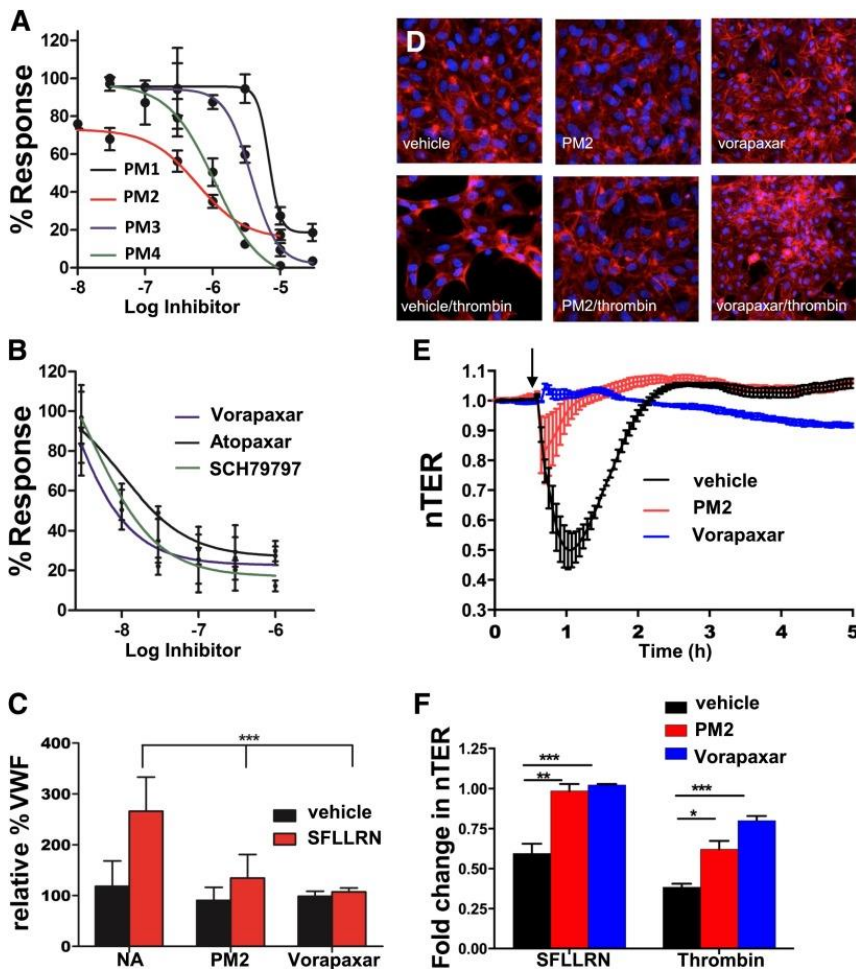 A
120
100
80
60
40
20
0
% Response
PM1
PM2
PM3
PM4
-8 -7 -6 -5
Log Inhibitor
B
120
100
80
60
40
20
0
% Response
Vorapaxar
Atopaxar
SCH79797
-8 -7 -6
Log Inhibitor
C
400
300
200
100
0
relative % VWF
***
vehicle
SFLLRN
NA PM2 Vorapaxar
D
vehicle PM2 vorapaxar
vehicle/thrombin PM2/thrombin vorapaxar/thrombin
E
1.1
1.0
0.9
0.8
0.7
0.6
0.5
0.4
0.3
nTER
vehicle
PM2
Vorapaxar
0 1 2 3 4 5
Time (h)
F
vehicle
PM2
Vorapaxar
1.25
1.00
0.75
0.50
0.25
0.00
Fold change in nTER
***
**
***
*
SFLLRN Thrombin